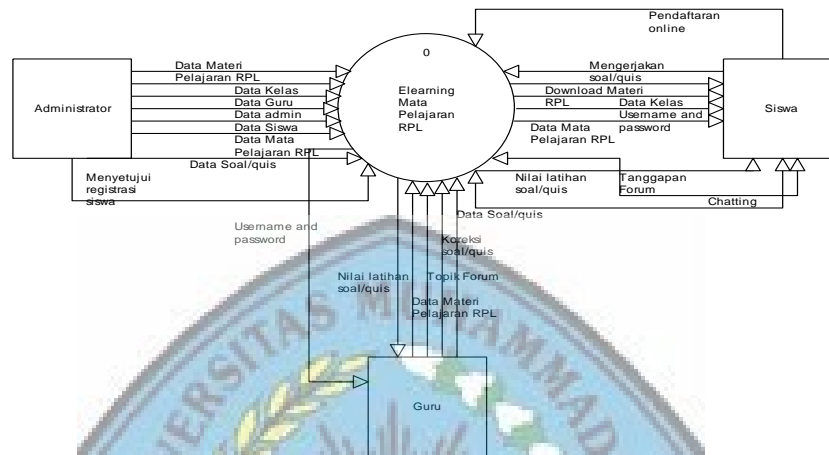 Pendaftaran
online
0
Elearning
Mata
Pelajaran
RPL
Administrator
Data Materi
Pelajaran RPL
Data Kelas
Data Guru
Data admin
Data Siswa
Data Mata
Pelajaran RPL
Data Soal/quis
Menyetujui
registrasi
siswa
Mengerjakan
soal/quis
Download Materi
RPL
Data Kelas
Username and
password
Data Mata
Pelajaran RPL
Siswa
Nilai latihan
soal/quis
Tanggapan
Forum
Chatting
Username and
password
Data Soal/quis
Koreksi
soal/quis
Nilai latihan
soal/quis
Topik Forum
Data Materi
Pelajaran RPL
Guru